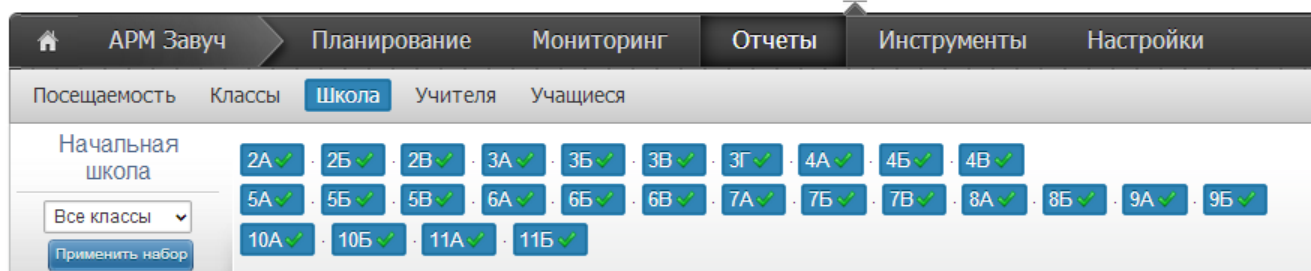 АРМ Завуч Планирование Мониторинг Отчеты Инструменты Настройки
Посещаемость Классы Школа Учителя Учащиеся
Начальная школа
Все классы
Применить набор
2А · 2Б · 2В · 3А · 3Б · 3В · 3Г · 4А · 4Б · 4В
5А · 5Б · 5В · 6А · 6Б · 6В · 7А · 7Б · 7В · 8А · 8Б · 9А · 9Б
10А · 10Б · 11А · 11Б